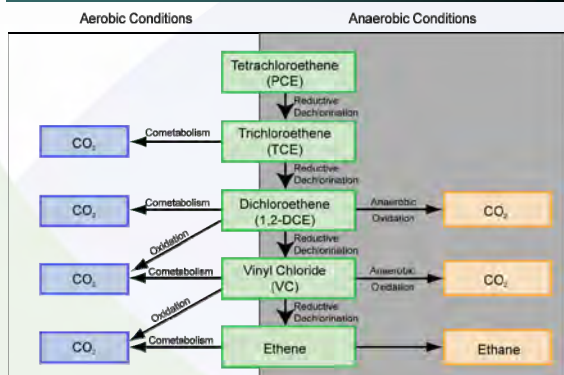 Aerobic Conditions
Anaerobic Conditions
Tetrachloroethene
(PCE)
Reductive
Dechlorination
CO₂
Cometabolism
Trichloroethene
(TCE)
Reductive
Dechlorination
CO₂
Cometabolism
Dichloroethene
(1,2-DCE)
Anaerobic
Oxidation
CO₂
Oxidation
Reductive
Dechlorination
CO₂
Cometabolism
Vinyl Chloride
(VC)
Anaerobic
Oxidation
CO₂
Oxidation
Reductive
Dechlorination
CO₂
Cometabolism
Ethene
Ethane